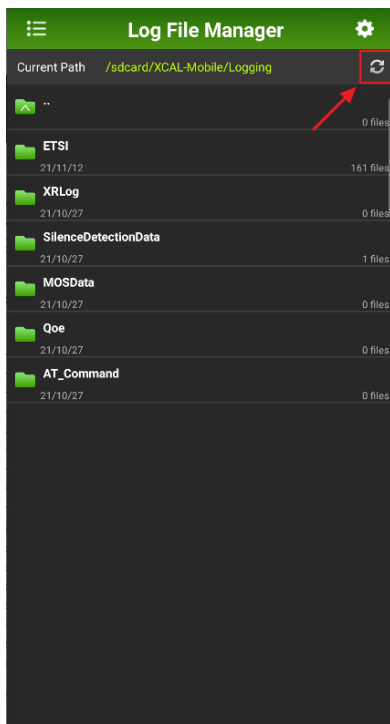 Log File Manager
Current Path /sdcard/XCAL-Mobile/Logging
..
0 files
ETSI
21/11/12 161 files
XRLog
21/10/27 0 files
SilenceDetectionData
21/10/27 1 files
MOSData
21/10/27 0 files
Qoe
21/10/27 0 files
AT_Command
21/10/27 0 files